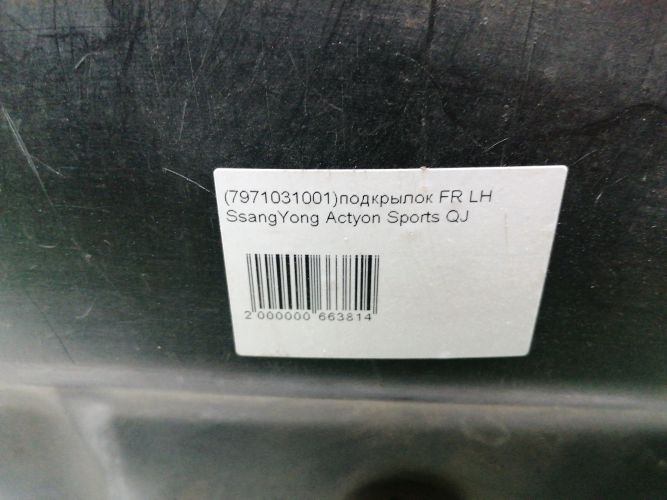 (7971031001)подкрылок FR LH
SsangYong Actyon Sports QJ
2 000000 663814